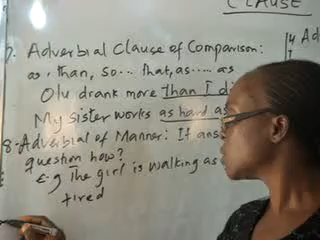 CLAUSE
7. Adverbial Clause of Comparison:
as, than, so... that, as..... as
Olu drank more than I
My sister works as hard as
8. Adverbial of Manner: It
question how?
E.g The girl is walking as
tired